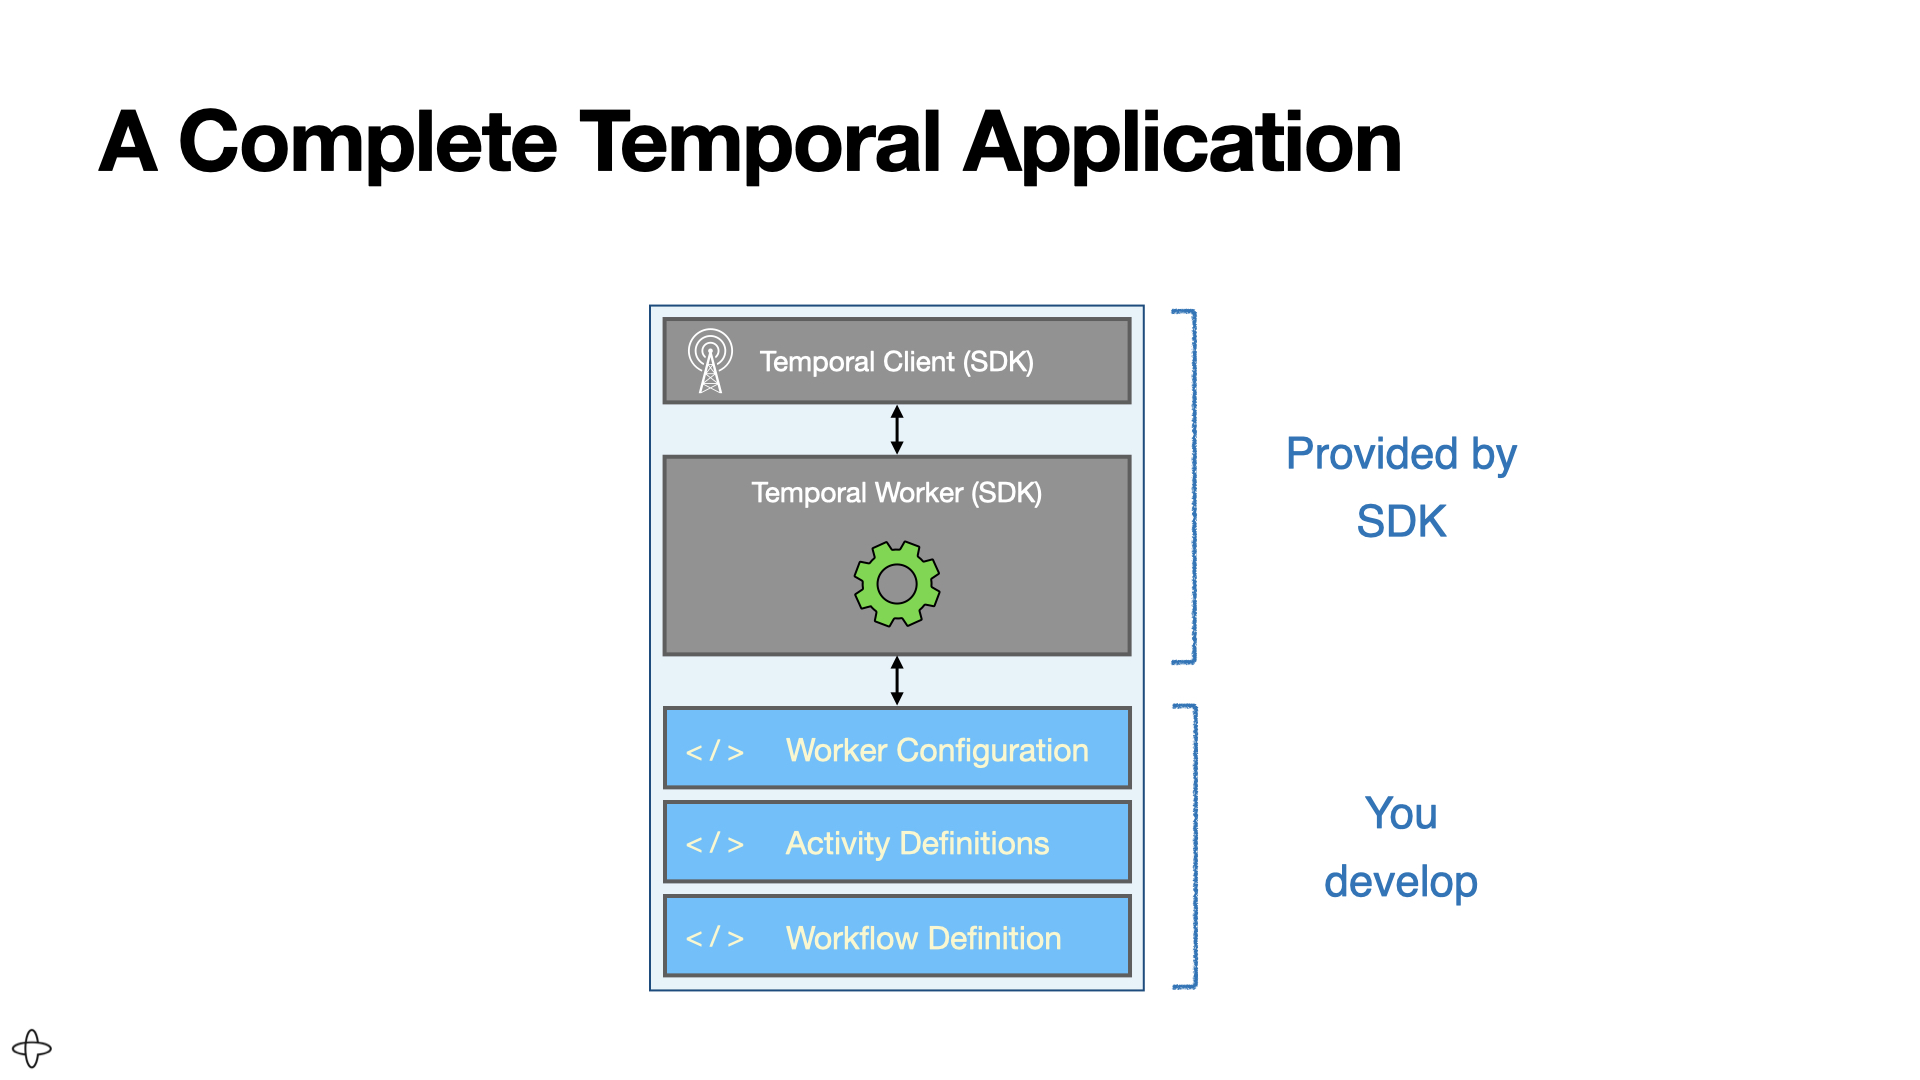 A Complete Temporal Application
Temporal Client (SDK)
Temporal Worker (SDK)
Provided by
SDK
</> Worker Configuration
</> Activity Definitions
</> Workflow Definition
You
develop